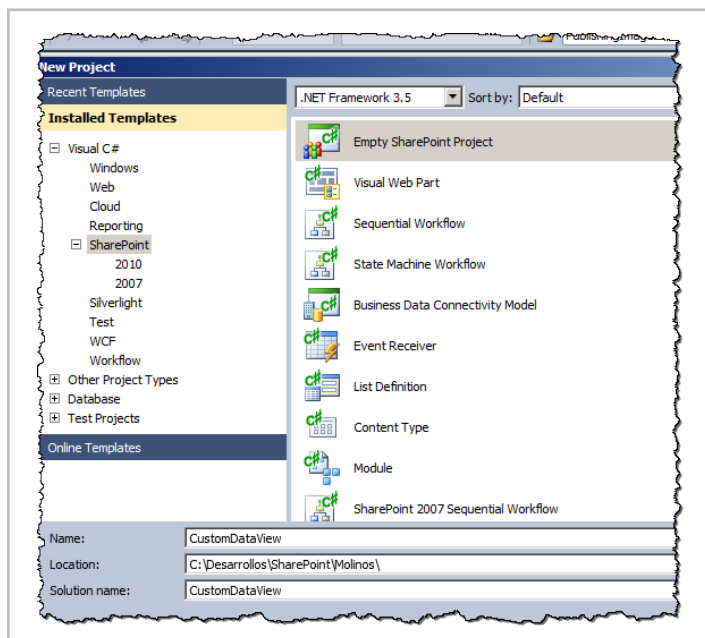 New Project
Recent Templates
.NET Framework 3.5 Sort by: Default
Installed Templates
Visual C#
Windows
Web
Cloud
Reporting
SharePoint
2010
2007
Silverlight
Test
WCF
Workflow
Other Project Types
Database
Test Projects
Online Templates
C# Empty SharePoint Project
C# Visual Web Part
C# Sequential Workflow
C# State Machine Workflow
C# Business Data Connectivity Model
C# Event Receiver
C# List Definition
C# Content Type
C# Module
C# SharePoint 2007 Sequential Workflow
Name: CustomDataView
Location: C:\Desarrollos\SharePoint\Molinos\
Solution name: CustomDataView